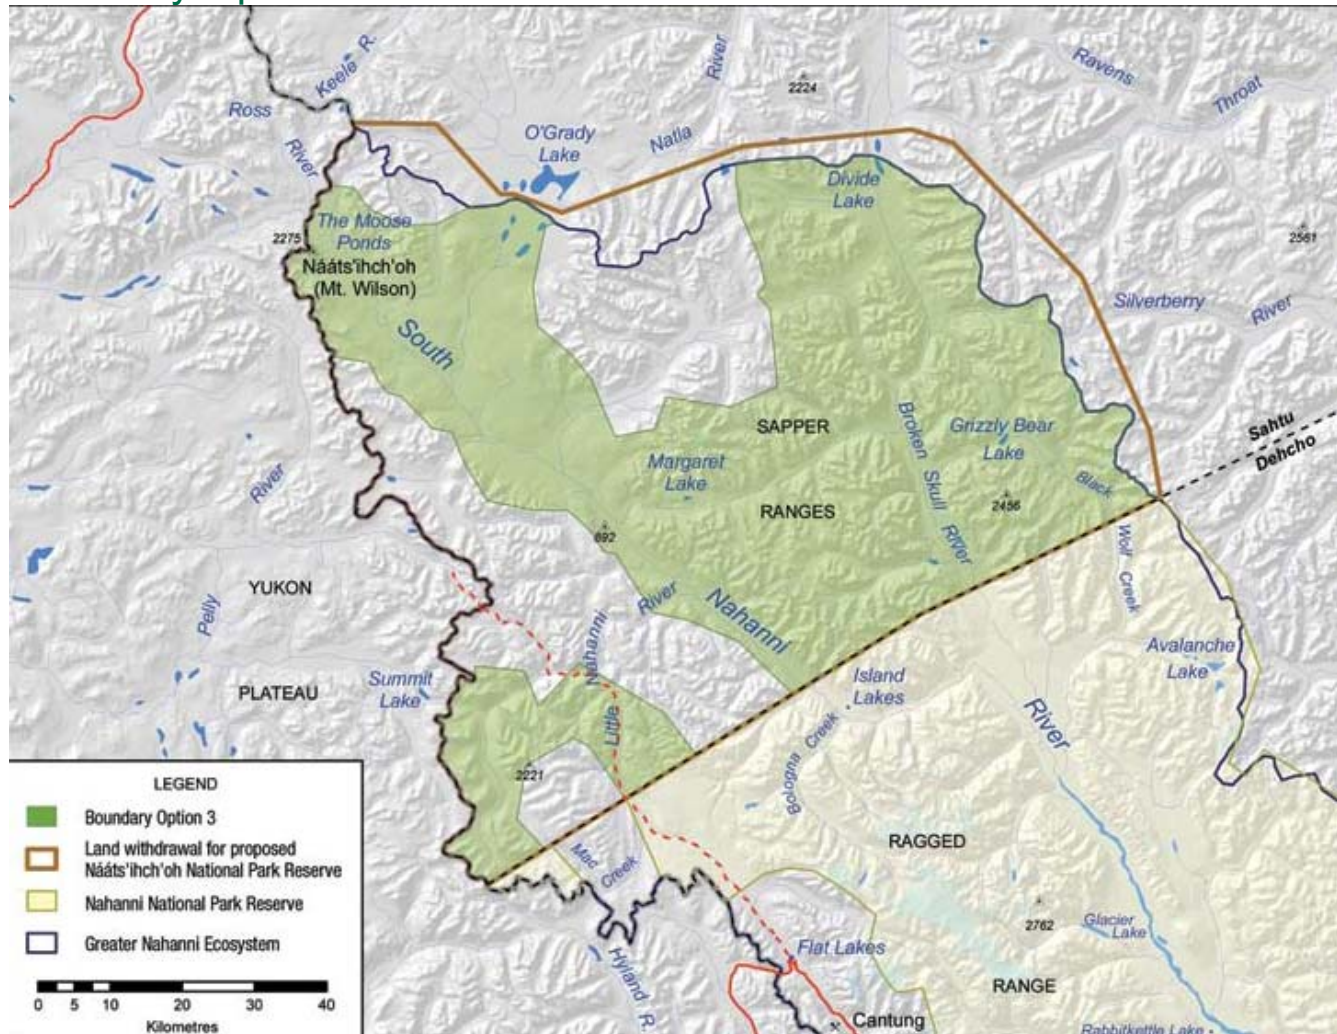 Keele R.
Ross
River
River
2224
Ravens
Throat
O'Grady
Lake
Natla
Divide
Lake
The Moose
Ponds
2275
Nááts'ihch'oh
(Mt. Wilson)
2561
Silverberry
River
South
SAPPER
Broken Skull River
Grizzly Bear
Lake
Sahtu
Dehcho
Margaret
Lake
River
RANGES
2456
Black
Wolf Creek
692
YUKON
Pelly
River
Nahanni
Nahanni
Avalanche
Lake
Island
Lakes
Summit
Lake
PLATEAU
Little
River
Bologna Creek
2221
Mac
Creek
RAGGED
2762
Glacier
Lake
Flat Lakes
Hyland R.
RANGE
Cantung
Rabbitkettle Lake
LEGEND
Boundary Option 3
Land withdrawal for proposed
Nááts'ihch'oh National Park Reserve
Nahanni National Park Reserve
Greater Nahanni Ecosystem
0 5 10 20 30 40
Kilometres